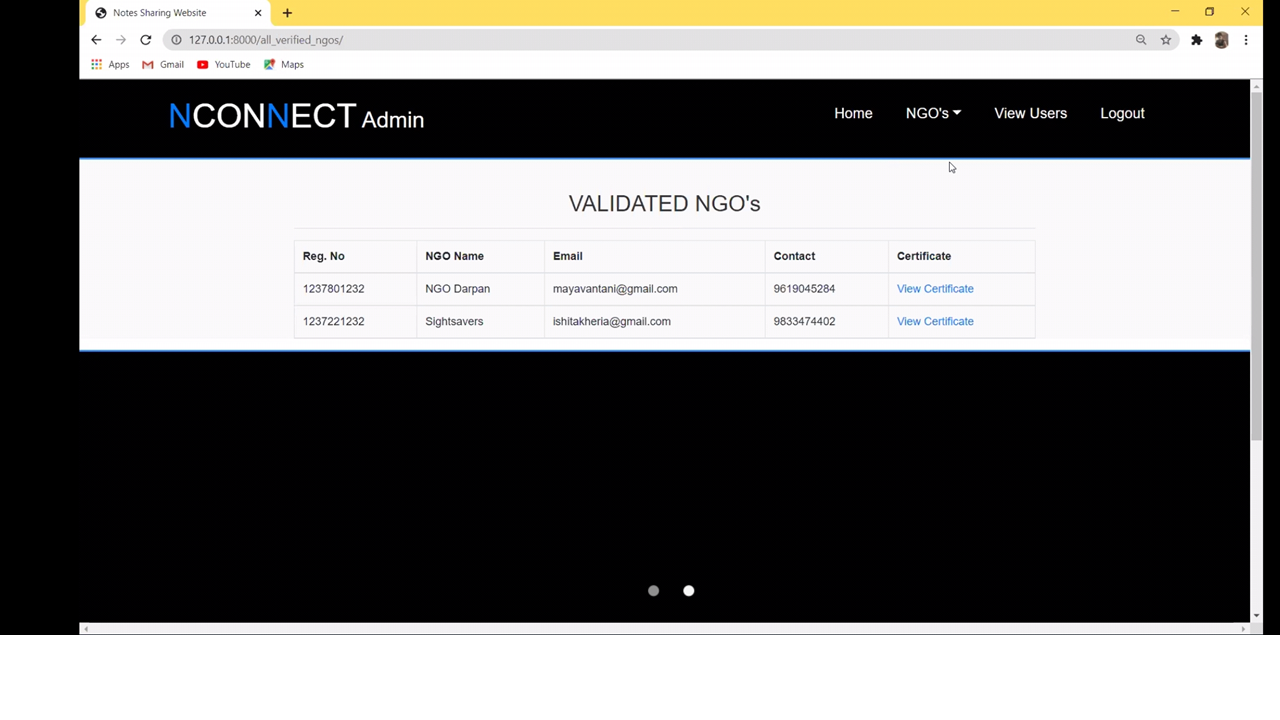 Notes Sharing Website
127.0.0.1:8000/all_verified_ngos/
Apps Gmail YouTube Maps
NCONNECT Admin Home NGO's View Users Logout
VALIDATED NGO's
Reg. No NGO Name Email Contact Certificate
1237801232 NGO Darpan mayavantani@gmail.com 9619045284 View Certificate
1237221232 Sightsavers ishitakheria@gmail.com 9833474402 View Certificate